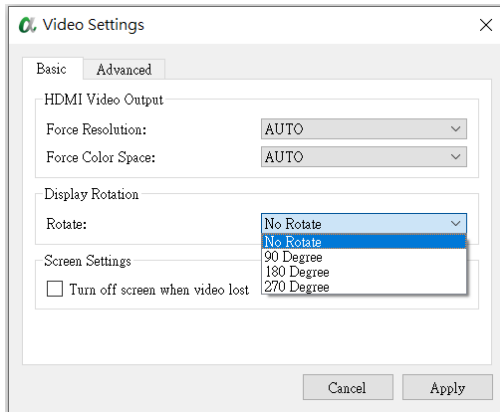 Video Settings
Basic Advanced
HDMI Video Output
Force Resolution: AUTO
Force Color Space: AUTO
Display Rotation
Rotate: No Rotate
No Rotate
90 Degree
180 Degree
270 Degree
Screen Settings
Turn off screen when video lost
Cancel Apply